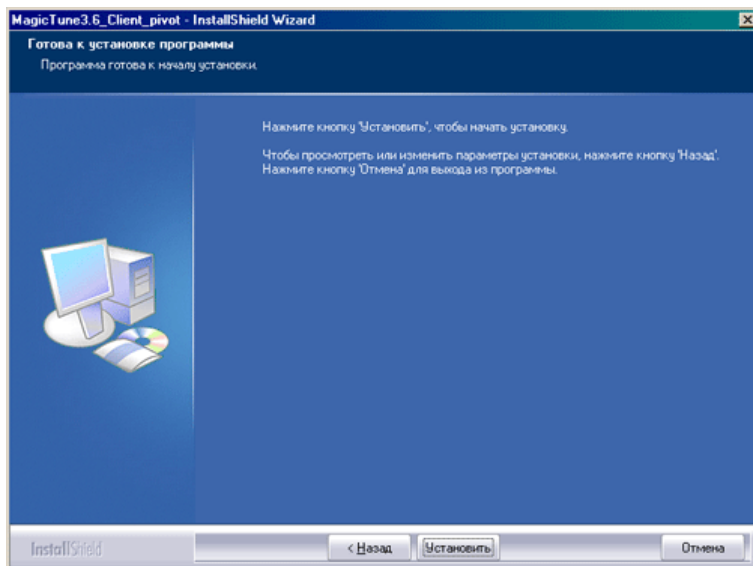 MagicTune3.6_Client_pivot - InstallShield Wizard
Готова к установке программы
Программа готова к началу установки.
Нажмите кнопку 'Установить', чтобы начать установку.
Чтобы просмотреть или изменить параметры установки, нажмите кнопку 'Назад'.
Нажмите кнопку 'Отмена' для выхода из программы.
InstallShield
< Назад Установить Отмена